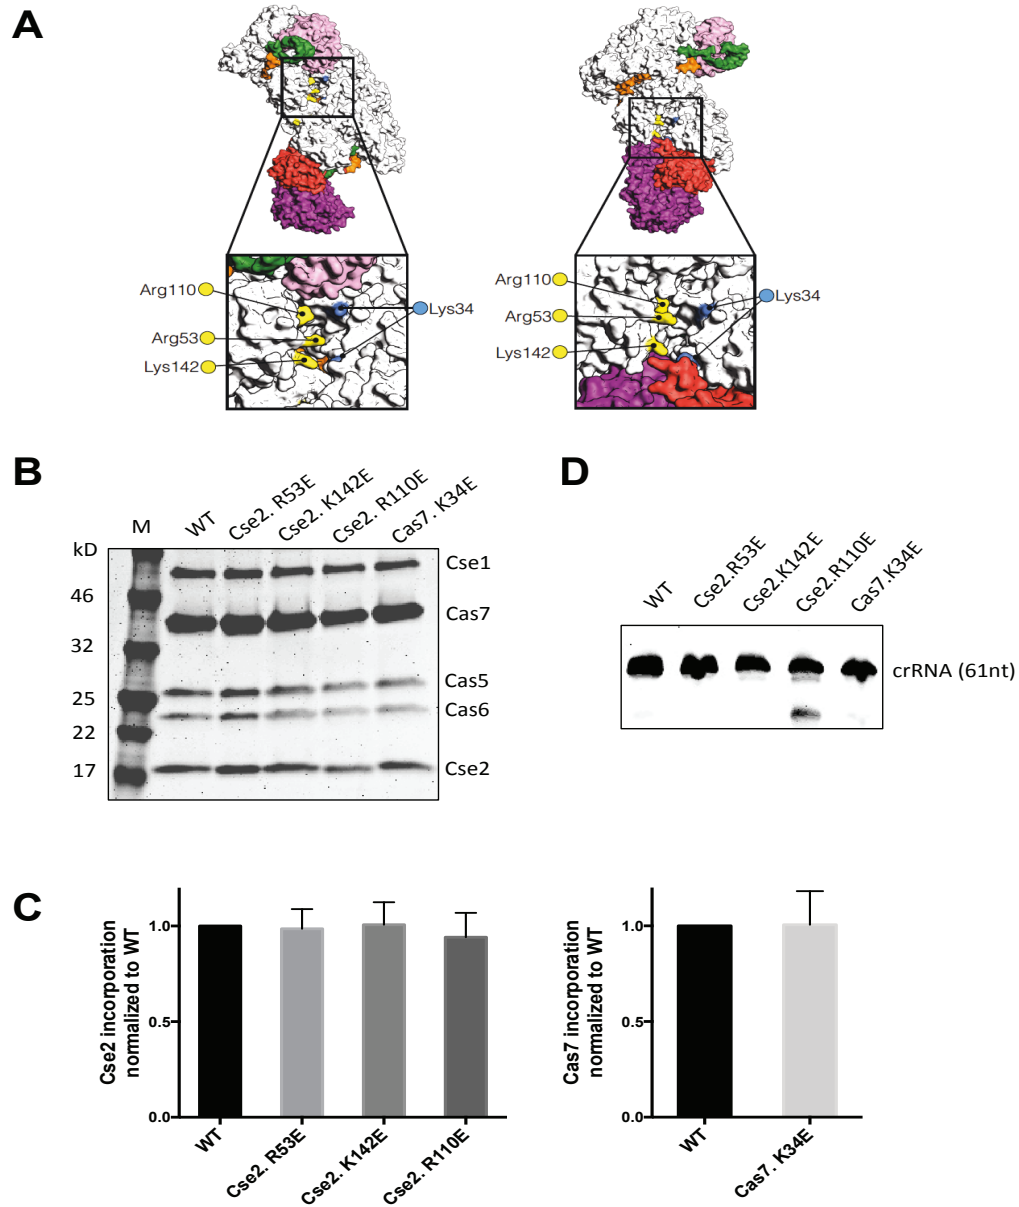 A
Arg110
Arg53
Lys142
Lys34
Arg110
Arg53
Lys142
Lys34
B
M
WT
Cse2. R53E
Cse2. K142E
Cse2. R110E
Cas7. K34E
kD
46
32
25
22
17
Cse1
Cas7
Cas5
Cas6
Cse2
D
WT
Cse2.R53E
Cse2.K142E
Cse2.R110E
Cas7.K34E
crRNA (61nt)
C
Cse2 incorporation
normalized to WT
1.0
0.5
0.0
WT
Cse2. R53E
Cse2. K142E
Cse2. R110E
Cas7 incorporation
normalized to WT
1.0
0.5
0.0
WT
Cas7. K34E